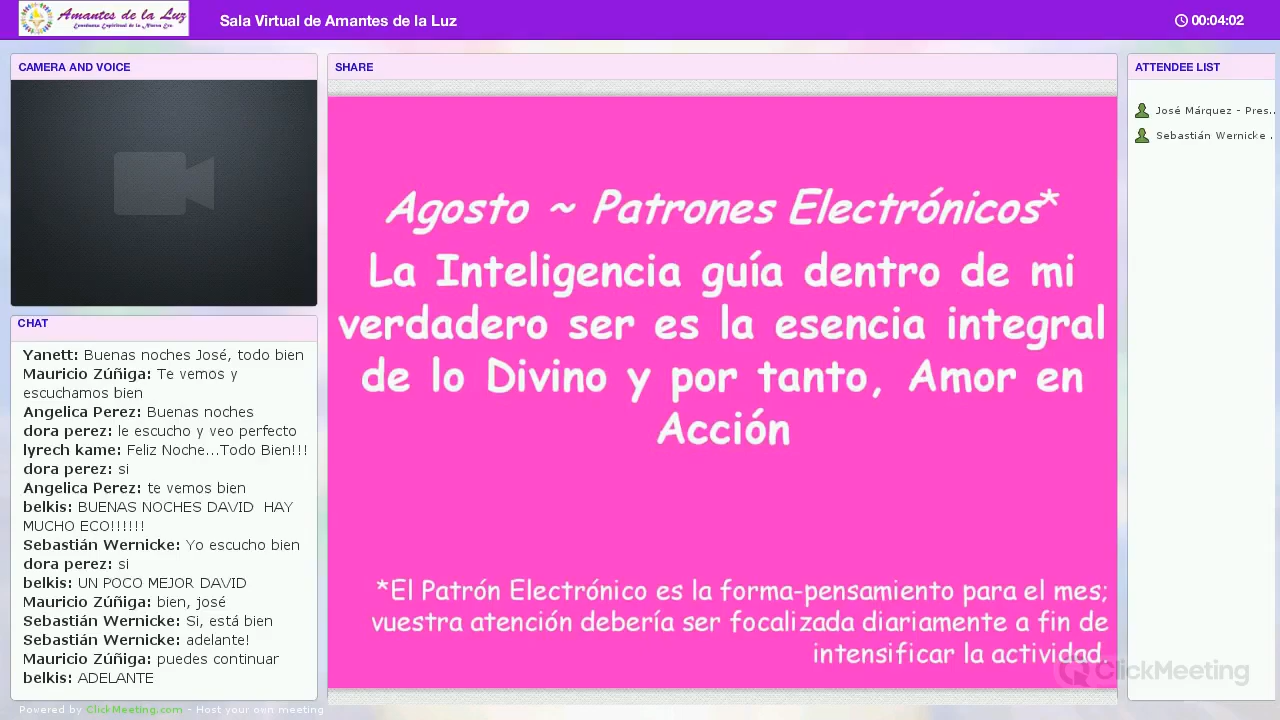 Amantes de la Luz
Enseñanza Espiritual de la Nueva Era
Sala Virtual de Amantes de la Luz
00:04:02
CAMERA AND VOICE
CHAT
Yanett: Buenas noches José, todo bien
Mauricio Zúñiga: Te vemos y
escuchamos bien
Angelica Perez: Buenas noches
dora perez: le escucho y veo perfecto
lyrech kame: Feliz Noche...Todo Bien!!!
dora perez: si
Angelica Perez: te vemos bien
belkis: BUENAS NOCHES DAVID HAY
MUCHO ECO!!!!!!
Sebastián Wernicke: Yo escucho bien
dora perez: si
belkis: UN POCO MEJOR DAVID
Mauricio Zúñiga: bien, josé
Sebastián Wernicke: Si, está bien
Sebastián Wernicke: adelante!
Mauricio Zúñiga: puedes continuar
belkis: ADELANTE
Powered by ClickMeeting.com - Host your own meeting
SHARE
Agosto ~ Patrones Electrónicos*
La Inteligencia guía dentro de mi
verdadero ser es la esencia integral
de lo Divino y por tanto, Amor en
Acción
*El Patrón Electrónico es la forma-pensamiento para el mes;
vuestra atención debería ser focalizada diariamente a fin de
intensificar la actividad.
ClickMeeting
ATTENDEE LIST
José Márquez - Pres..
Sebastián Wernicke .